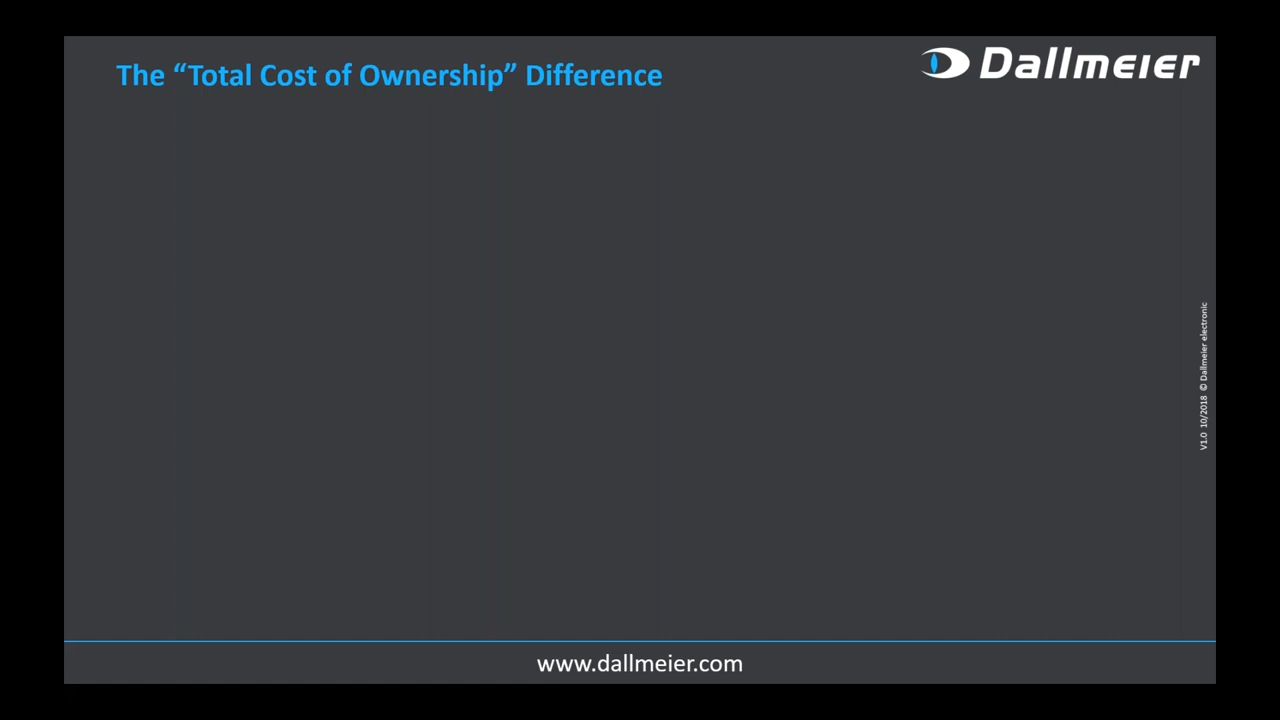 The “Total Cost of Ownership” Difference
Dallmeier
V1.0 10/2018 © Dallmeier electronic
www.dallmeier.com